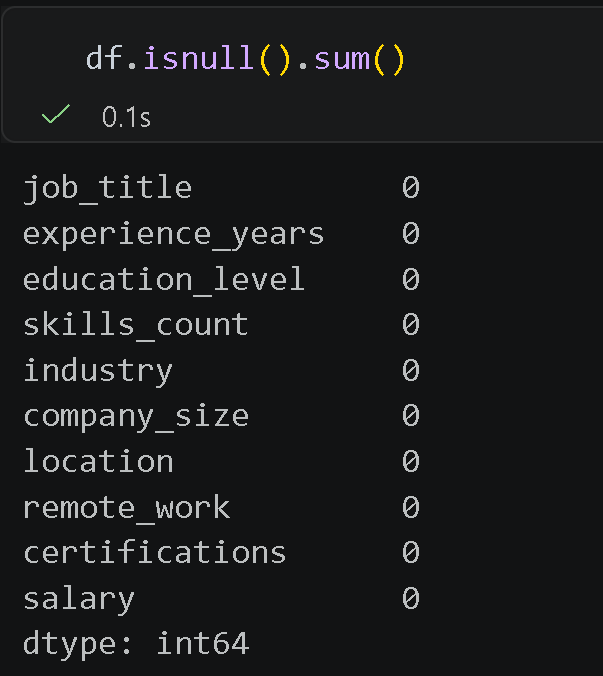 df.isnull().sum()
0.1s
job_title 0
experience_years 0
education_level 0
skills_count 0
industry 0
company_size 0
location 0
remote_work 0
certifications 0
salary 0
dtype: int64